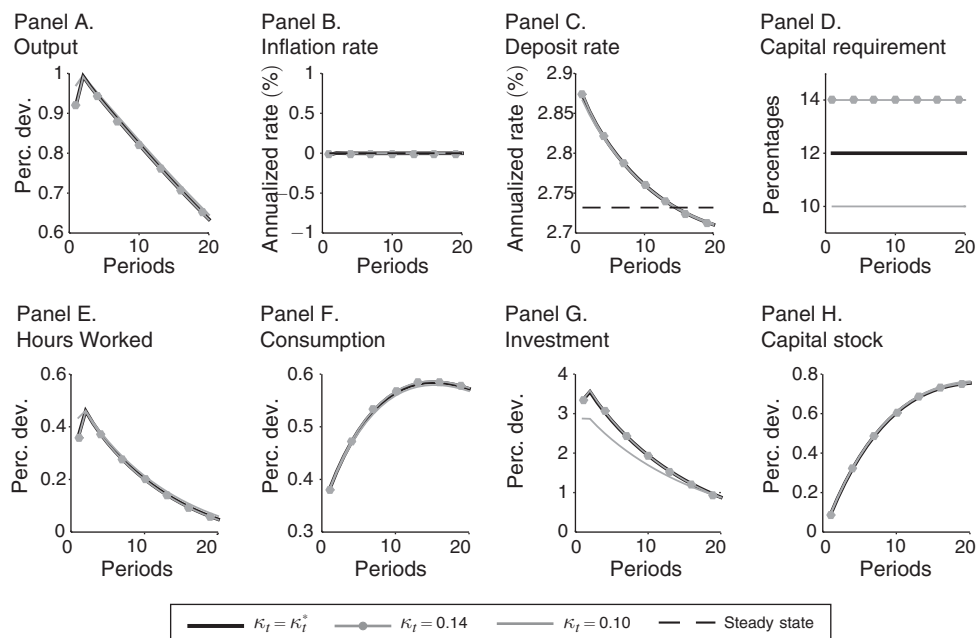 Panel A.
Output
Perc. dev.
1
0.9
0.8
0.7
0.6
0
10
20
Periods
Panel B.
Inflation rate
Annualized rate (%)
1
0.5
0
−0.5
−1
0
10
20
Periods
Panel C.
Deposit rate
Annualized rate (%)
2.9
2.85
2.8
2.75
2.7
0
10
20
Periods
Panel D.
Capital requirement
Percentages
14
12
10
0
10
20
Periods
Panel E.
Hours Worked
Perc. dev.
0.6
0.4
0.2
0
0
10
20
Periods
Panel F.
Consumption
Perc. dev.
0.6
0.5
0.4
0.3
0
10
20
Periods
Panel G.
Investment
Perc. dev.
4
3
2
1
0
0
10
20
Periods
Panel H.
Capital stock
Perc. dev.
0.8
0.6
0.4
0.2
0
0
10
20
Periods
κt = κt*
κt = 0.14
κt = 0.10
Steady state